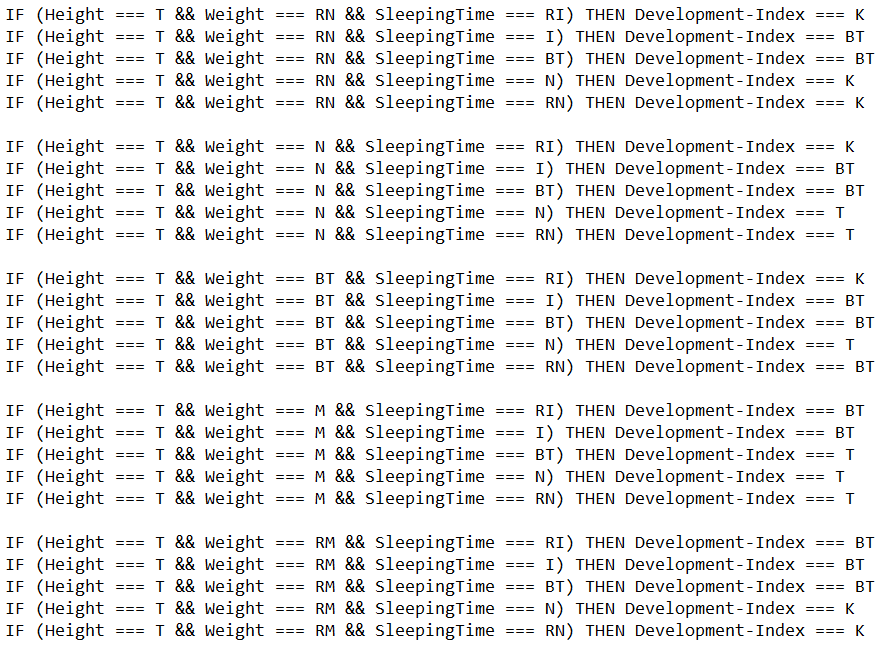 IF (Height === T && Weight === RN && SleepingTime === RI) THEN Development-Index === K
IF (Height === T && Weight === RN && SleepingTime === I) THEN Development-Index === BT
IF (Height === T && Weight === RN && SleepingTime === BT) THEN Development-Index === BT
IF (Height === T && Weight === RN && SleepingTime === N) THEN Development-Index === K
IF (Height === T && Weight === RN && SleepingTime === RN) THEN Development-Index === K

IF (Height === T && Weight === N && SleepingTime === RI) THEN Development-Index === K
IF (Height === T && Weight === N && SleepingTime === I) THEN Development-Index === BT
IF (Height === T && Weight === N && SleepingTime === BT) THEN Development-Index === BT
IF (Height === T && Weight === N && SleepingTime === N) THEN Development-Index === T
IF (Height === T && Weight === N && SleepingTime === RN) THEN Development-Index === T

IF (Height === T && Weight === BT && SleepingTime === RI) THEN Development-Index === K
IF (Height === T && Weight === BT && SleepingTime === I) THEN Development-Index === BT
IF (Height === T && Weight === BT && SleepingTime === BT) THEN Development-Index === BT
IF (Height === T && Weight === BT && SleepingTime === N) THEN Development-Index === T
IF (Height === T && Weight === BT && SleepingTime === RN) THEN Development-Index === BT

IF (Height === T && Weight === M && SleepingTime === RI) THEN Development-Index === BT
IF (Height === T && Weight === M && SleepingTime === I) THEN Development-Index === BT
IF (Height === T && Weight === M && SleepingTime === BT) THEN Development-Index === T
IF (Height === T && Weight === M && SleepingTime === N) THEN Development-Index === T
IF (Height === T && Weight === M && SleepingTime === RN) THEN Development-Index === T

IF (Height === T && Weight === RM && SleepingTime === RI) THEN Development-Index === BT
IF (Height === T && Weight === RM && SleepingTime === I) THEN Development-Index === BT
IF (Height === T && Weight === RM && SleepingTime === BT) THEN Development-Index === BT
IF (Height === T && Weight === RM && SleepingTime === N) THEN Development-Index === K
IF (Height === T && Weight === RM && SleepingTime === RN) THEN Development-Index === K